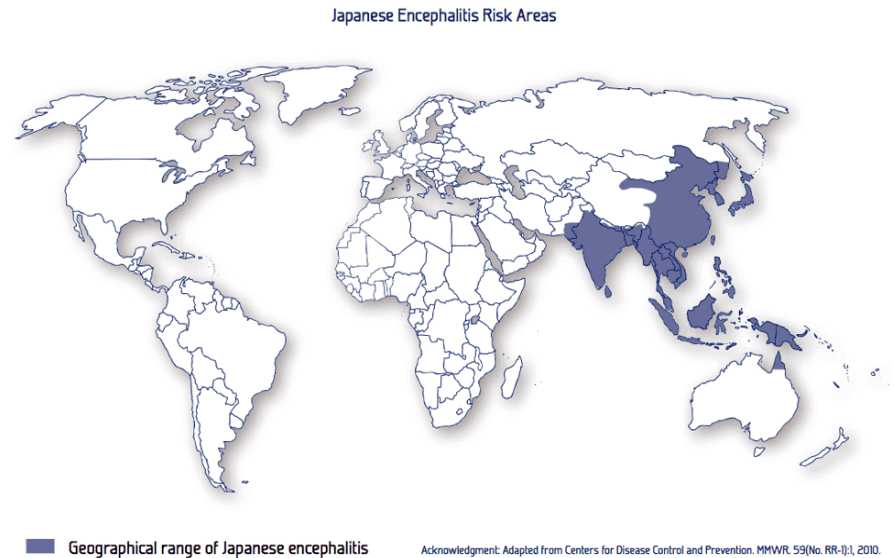 Japanese Encephalitis Risk Areas
Geographical range of Japanese encephalitis
Acknowledgment: Adapted from Centers for Disease Control and Prevention. MMWR. 59(No. RR-1):1, 2010.